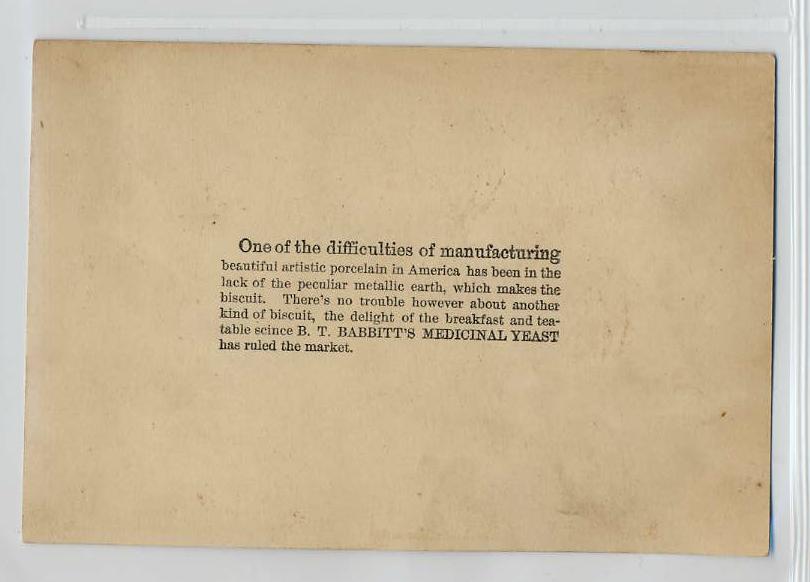 One of the difficulties of manufacturing
beautiful artistic porcelain in America has been in the
lack of the peculiar metallic earth, which makes the
biscuit. There's no trouble however about another
kind of biscuit, the delight of the breakfast and tea-
table scince B. T. BABBITT'S MEDICINAL YEAST
has ruled the market.